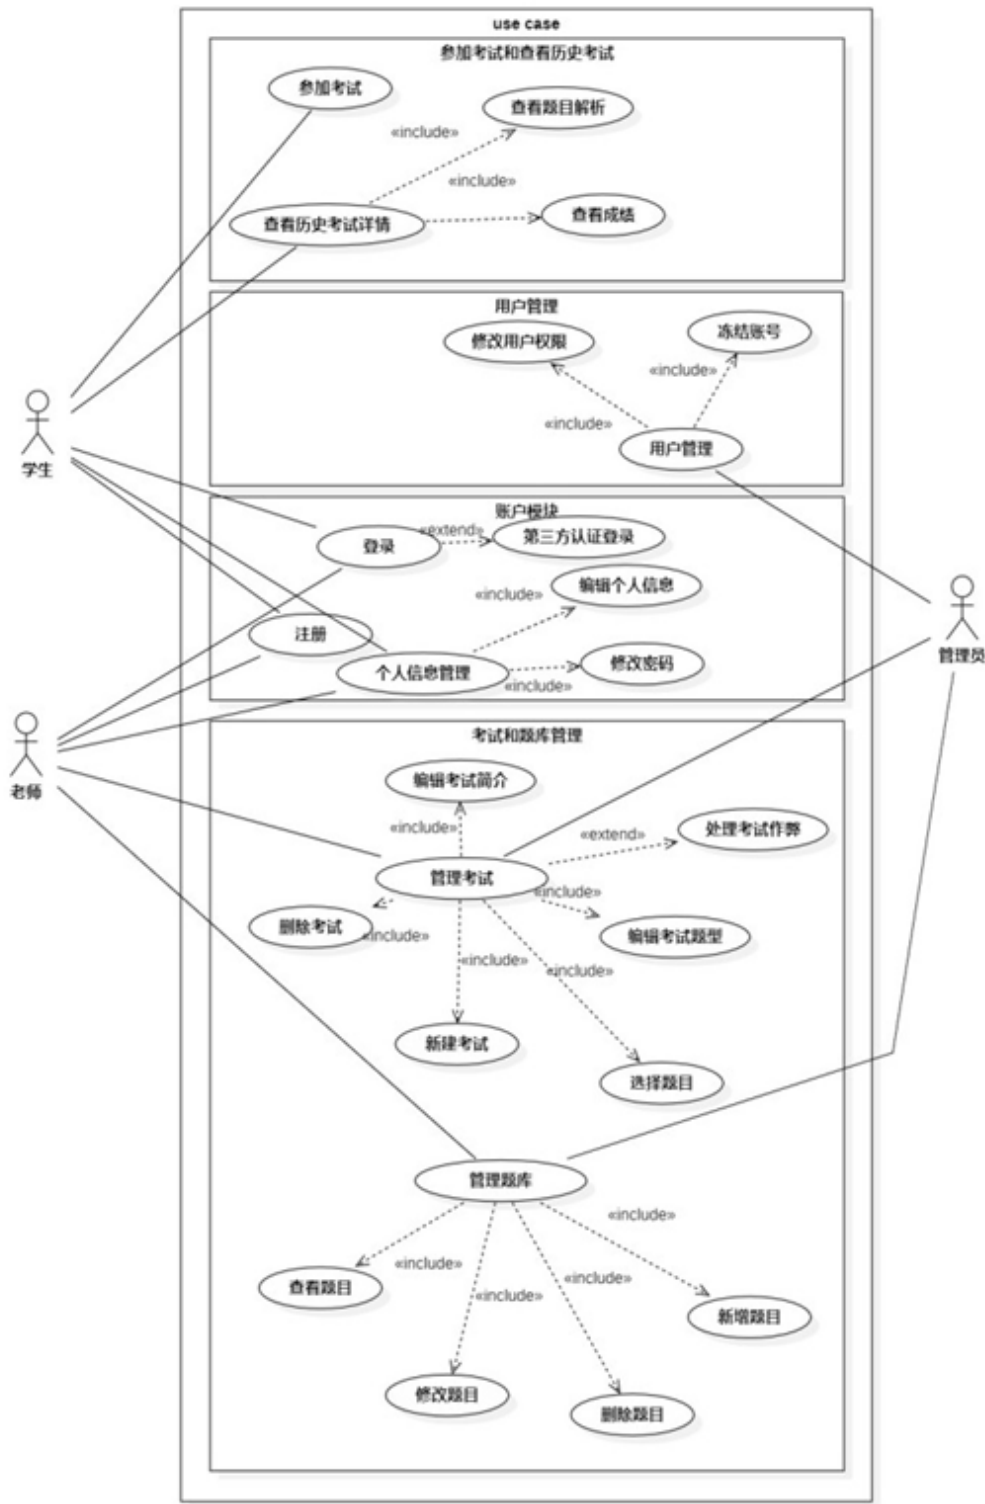 use case
参加考试和查看历史考试
参加考试
查看题目解析
«include»
«include»
查看成绩
查看历史考试详情
用户管理
冻结账号
修改用户权限
«include»
«include»
用户管理
学生
账户模块
«extend»
第三方认证登录
登录
编辑个人信息
«include»
注册
修改密码
个人信息管理
«include»
管理员
老师
考试和题库管理
编辑考试简介
«include»
«extend»
处理考试作弊
管理考试
«include»
删除考试
«include»
编辑考试题型
«include»
«include»
新建考试
选择题目
管理题库
«include»
«include»
«include»
查看题目
«include»
新增题目
修改题目
删除题目